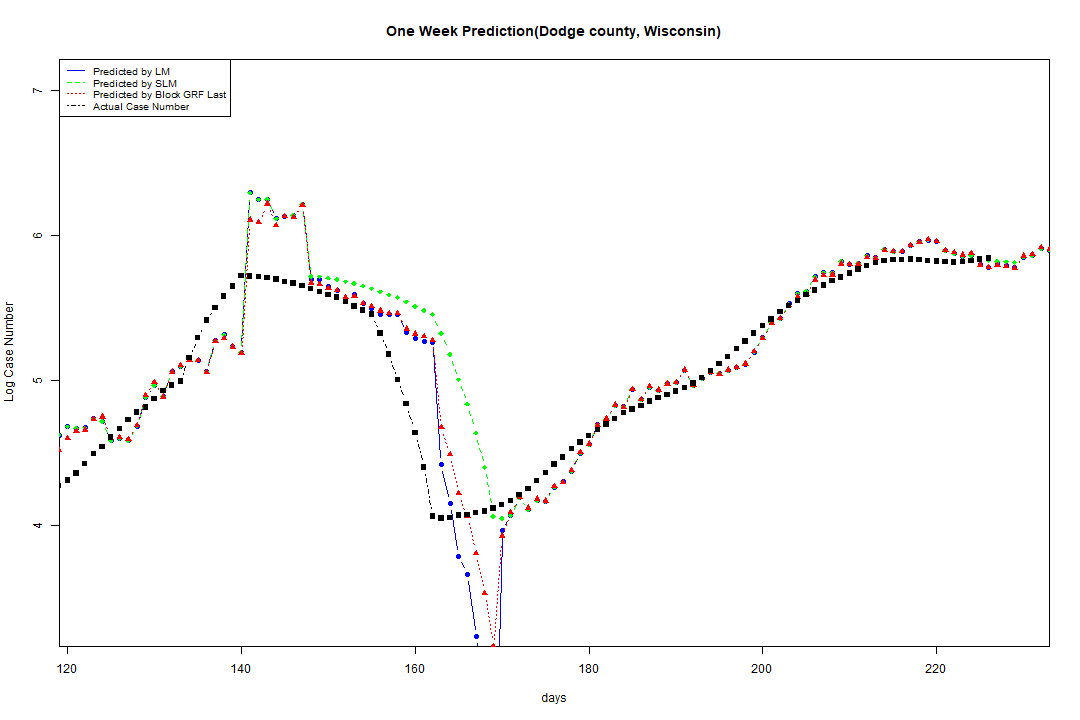 One Week Prediction(Dodge county, Wisconsin)
Predicted by LM
Predicted by SLM
Predicted by Block GRF Last
Actual Case Number
7
6
5
4
Log Case Number
120 140 160 180 200 220
days